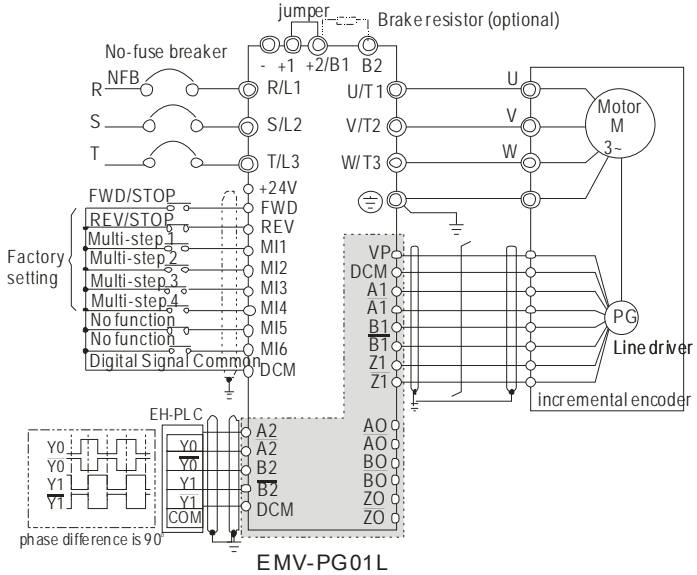 jumper
Brake resistor (optional)
No-fuse breaker
- +1 +2/B1 B2
R NFB R/L1 U/T1 U
S S/L2 V/T2 V
T T/L3 W/T3 W
Motor
M
3~
+24V
FWD/STOP FWD
REV/STOP REV
Multi-step 1 MI1
Multi-step 2 MI2
Multi-step 3 MI3
Multi-step 4 MI4
No function MI5
No function MI6
Digital Signal Common DCM
Factory
setting
VP
DCM
A1
A1
B1
B1
Z1
Z1
PG
Line driver
incremental encoder
EH-PLC
Y0
Y0
Y1
Y1
COM
A2
A2
B2
B2
DCM
AO
AO
BO
BO
ZO
ZO
Y0
Y0
Y1
Y1
phase difference is 90°
EMV-PG01L